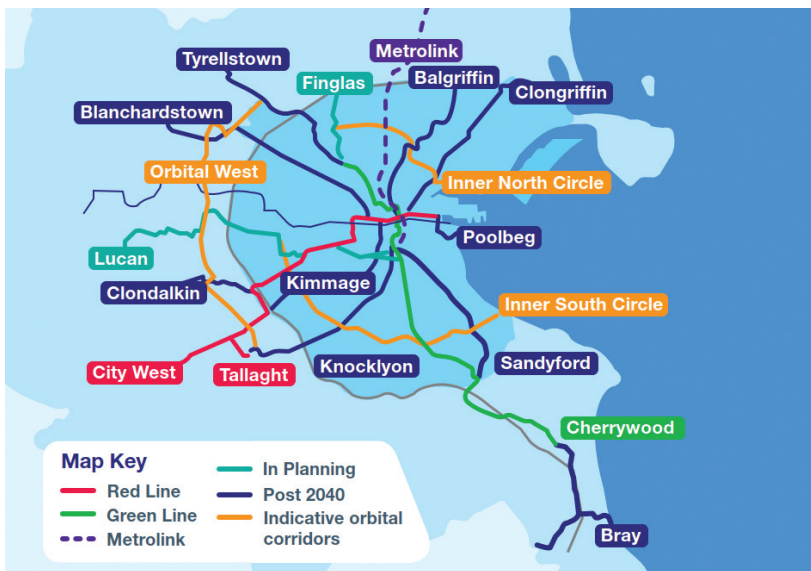 Metrolink
Tyrellstown
Finglas
Balgriffin
Clongriffin
Blanchardstown
Orbital West
Inner North Circle
Lucan
Poolbeg
Clondalkin
Kimmage
Inner South Circle
City West
Tallaght
Knocklyon
Sandyford
Cherrywood
Bray
Map Key
Red Line
Green Line
Metrolink
In Planning
Post 2040
Indicative orbital
corridors